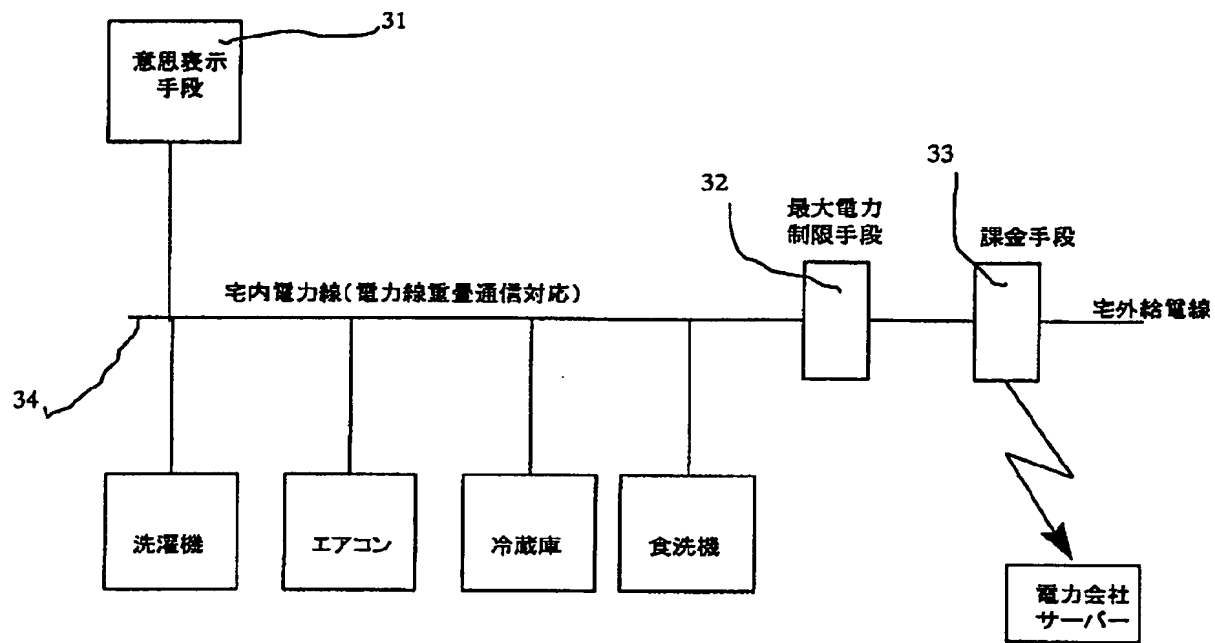 31
意思表示
手段
32
33
最大電力
制限手段
課金手段
宅内電力線(電力線重畳通信対応)
宅外給電線
34
洗濯機
エアコン
冷蔵庫
食洗機
電力会社
サーバー